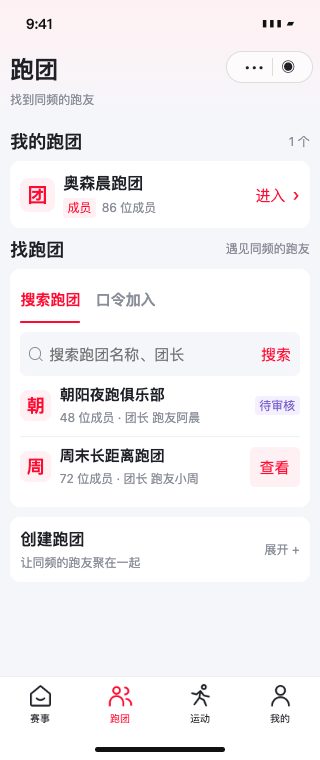 9:41
跑团
找到同频的跑友
我的跑团
1 个
团
奥森晨跑团
成员 86 位成员
进入 ›
找跑团
遇见同频的跑友
搜索跑团 口令加入
搜索跑团名称、团长 搜索
朝
朝阳夜跑俱乐部
48 位成员 · 团长 跑友阿晨
待审核
周
周末长距离跑团
72 位成员 · 团长 跑友小周
查看
创建跑团
让同频的跑友聚在一起
展开 +
赛事 跑团 运动 我的